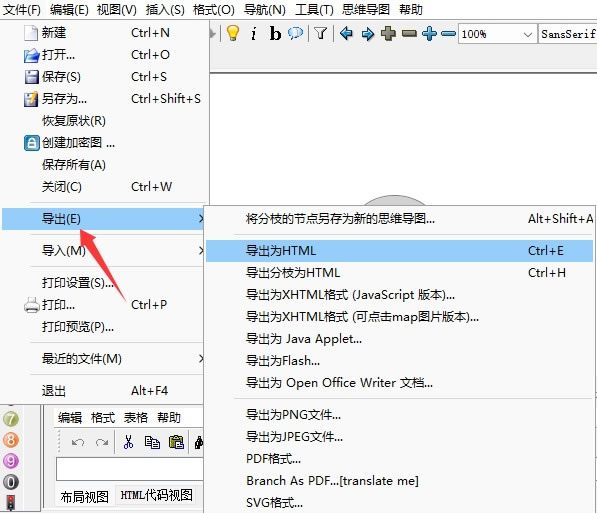 文件(F) 编辑(E) 视图(V) 插入(S) 格式(O) 导航(N) 工具(T) 思维导图 帮助
新建 Ctrl+N
打开... Ctrl+O
保存(S) Ctrl+S
另存为... Ctrl+Shift+S
恢复原状(R)
创建加密图 ...
保存所有(A)
关闭(C) Ctrl+W
导出(E)
导入(M)
打印设置(S)...
打印... Ctrl+P
打印预览(P)...
最近的文件(M)
退出 Alt+F4
100% SansSerif
将分枝的节点另存为新的思维导图... Alt+Shift+A
导出为HTML Ctrl+E
导出分枝为HTML Ctrl+H
导出为XHTML格式 (JavaScript 版本)...
导出为XHTML格式 (可点击map图片版本)...
导出为 Java Applet...
导出为Flash...
导出为 Open Office Writer 文档...
导出为PNG文件...
导出为JPEG文件...
PDF格式...
Branch As PDF...[translate me]
SVG格式...
7
8
9
0
编辑 格式 表格 帮助
布局视图 HTML代码视图